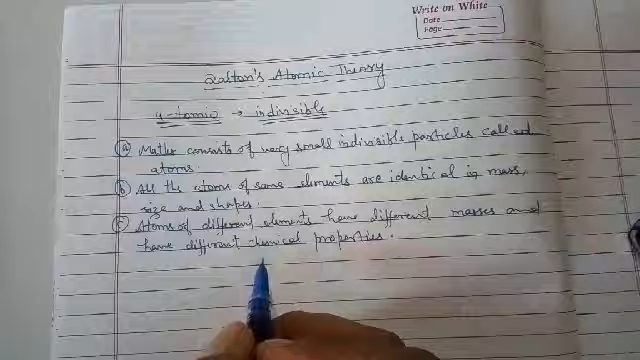 Write on White
Date
Page
Dalton's Atomic Theory
a-tomio → indivisible
(a) Matter consists of very small indivisible particles called
atoms.
(b) All the atoms of same elements are identical in mass,
size and shapes.
(c) Atoms of different elements have different masses and
have different chemical properties.